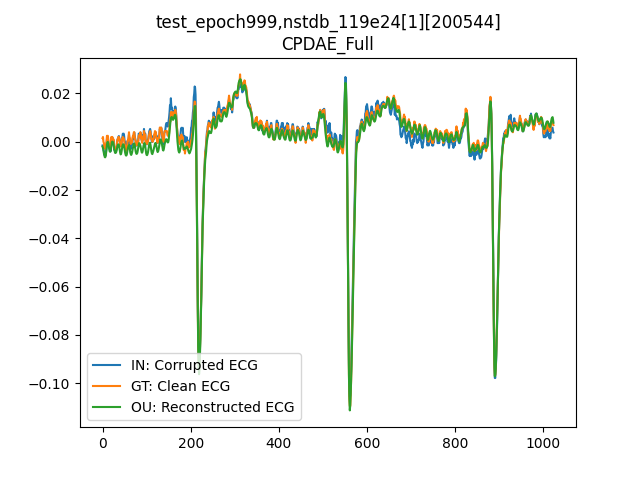 test_epoch999,nstdb_119e24[1][200544]
CPDAE_Full
0.02
0.00
−0.02
−0.04
−0.06
−0.08
−0.10
IN: Corrupted ECG
GT: Clean ECG
OU: Reconstructed ECG
0 200 400 600 800 1000